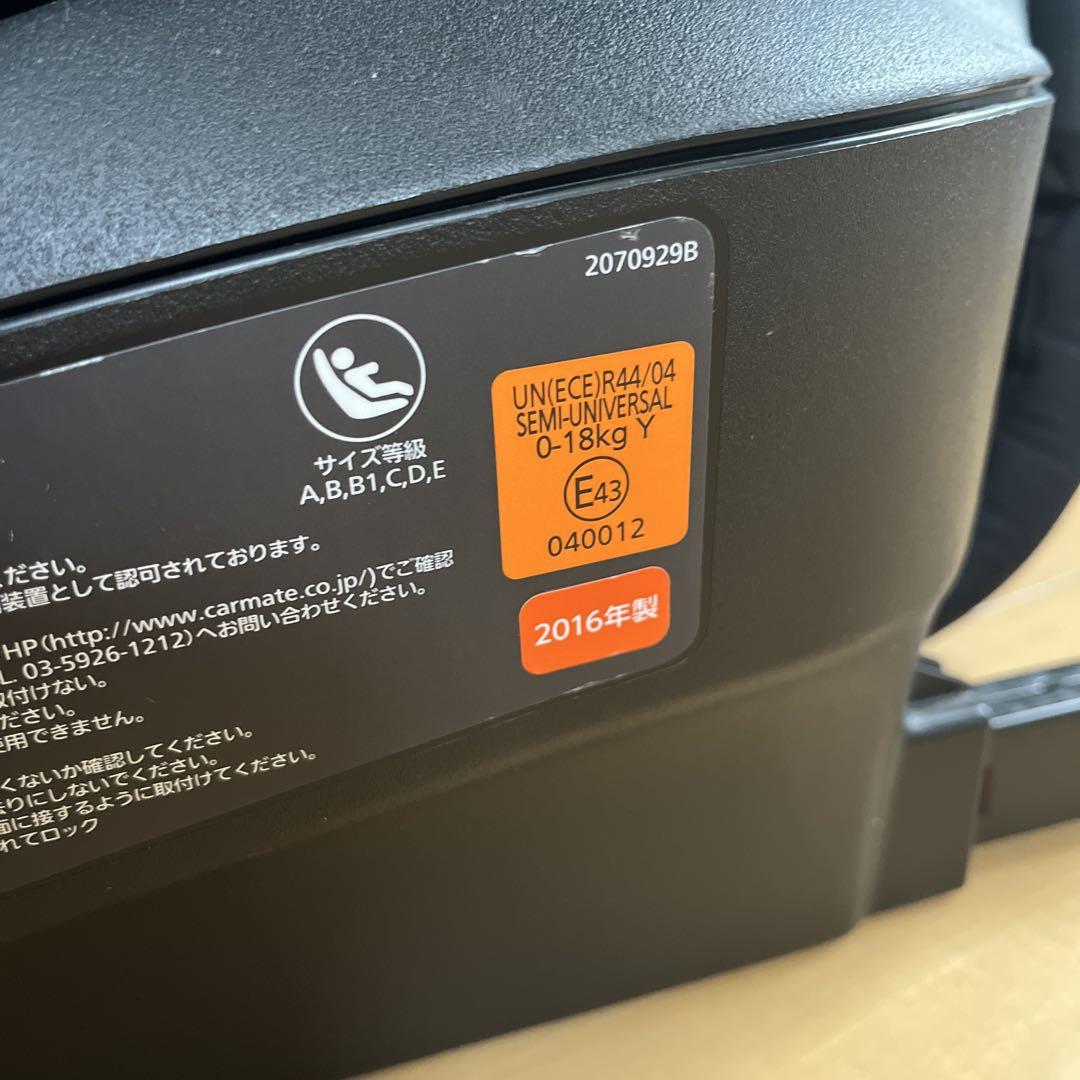 2070929B
サイズ等級
A,B,B1,C,D,E
UN(ECE)R44/04
SEMI-UNIVERSAL
0-18kg Y
E43
040012
2016年製
ださい。
装置として認可されております。
HP(http://www.carmate.co.jp/)でご確認
L 03-5926-1212)へお問い合わせください。
取付けない。
ださい。
使用できません。
くないか確認してください。
りにしないでください。
面に接するように取付けてください。
れてロック